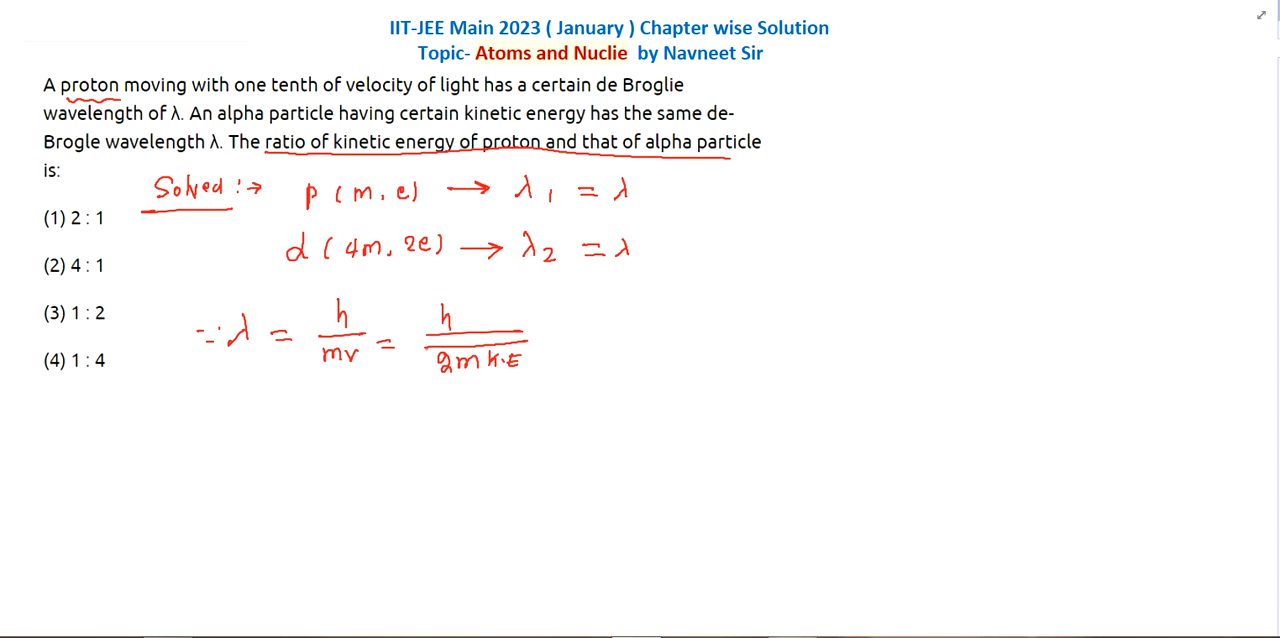 IIT-JEE Main 2023 ( January ) Chapter wise Solution
Topic- Atoms and Nuclie by Navneet Sir
A proton moving with one tenth of velocity of light has a certain de Broglie
wavelength of λ. An alpha particle having certain kinetic energy has the same de-
Brogle wavelength λ. The ratio of kinetic energy of proton and that of alpha particle
is:
Solved :→ p (m, e) → λ1 = λ
(1) 2 : 1
α (4m, 2e) → λ2 = λ
(2) 4 : 1
(3) 1 : 2
∵ λ = h/mv = h/√2m K.E
(4) 1 : 4